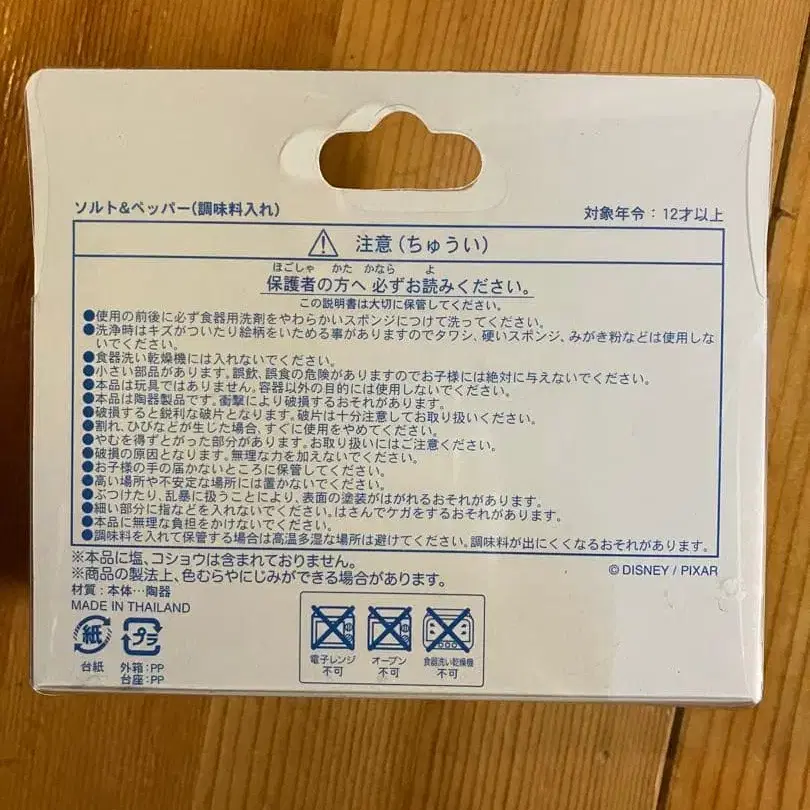 ソルト&ペッパー(調味料入れ)
対象年令：12才以上
注意(ちゅうい)
ほごしゃ かた かなら よ
保護者の方へ 必ずお読みください。
この説明書は大切に保管してください。
●使用の前後に必ず食器用洗剤をやわらかいスポンジにつけて洗ってください。
●洗浄時はキズがついたり絵柄をいためる事がありますのでタワシ、硬いスポンジ、みがき粉などは使用しな
いでください。
●食器洗い乾燥機には入れないでください。
●小さい部品があります。誤飲、誤食の危険がありますのでお子様には絶対に与えないでください。
●本品は玩具ではありません。容器以外の目的には使用しないでください。
●本品は陶器製品です。衝撃により破損するおそれがあります。
●破損すると鋭利な破片となります。破片は十分注意してお取り扱いください。
●割れ、ひびなどが生じた場合、すぐに使用をやめてください。
●やむを得ずとがった部分があります。お取り扱いにはご注意ください。
●破損の原因となります。無理な力を加えないでください。
●お子様の手の届かないところに保管してください。
●高い場所や不安定な場所には置かないでください。
●ぶつけたり、乱暴に扱うことにより、表面の塗装がはがれるおそれがあります。
●細い部分に指などを入れないでください。はさんでケガをするおそれがあります。
●本品に無理な負担をかけないでください。
●調味料を入れて保管する場合は高温多湿な場所は避けてください。調味料が出にくくなるおそれがあります。
※本品に塩、コショウは含まれておりません。
※商品の製法上、色むらやにじみができる場合があります。
©DISNEY / PIXAR
材質：本体…陶器
MADE IN THAILAND
紙
プラ
台紙
外箱:PP
台座:PP
電子レンジ
不可
オーブン
不可
食器洗い乾燥機
不可